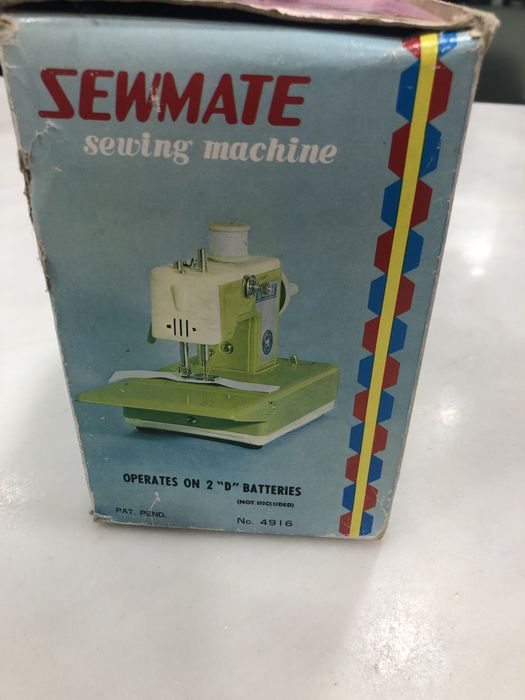 SEWMATE
sewing machine
OPERATES ON 2 "D" BATTERIES
(NOT INCLUDED)
PAT. PEND.
No. 4916